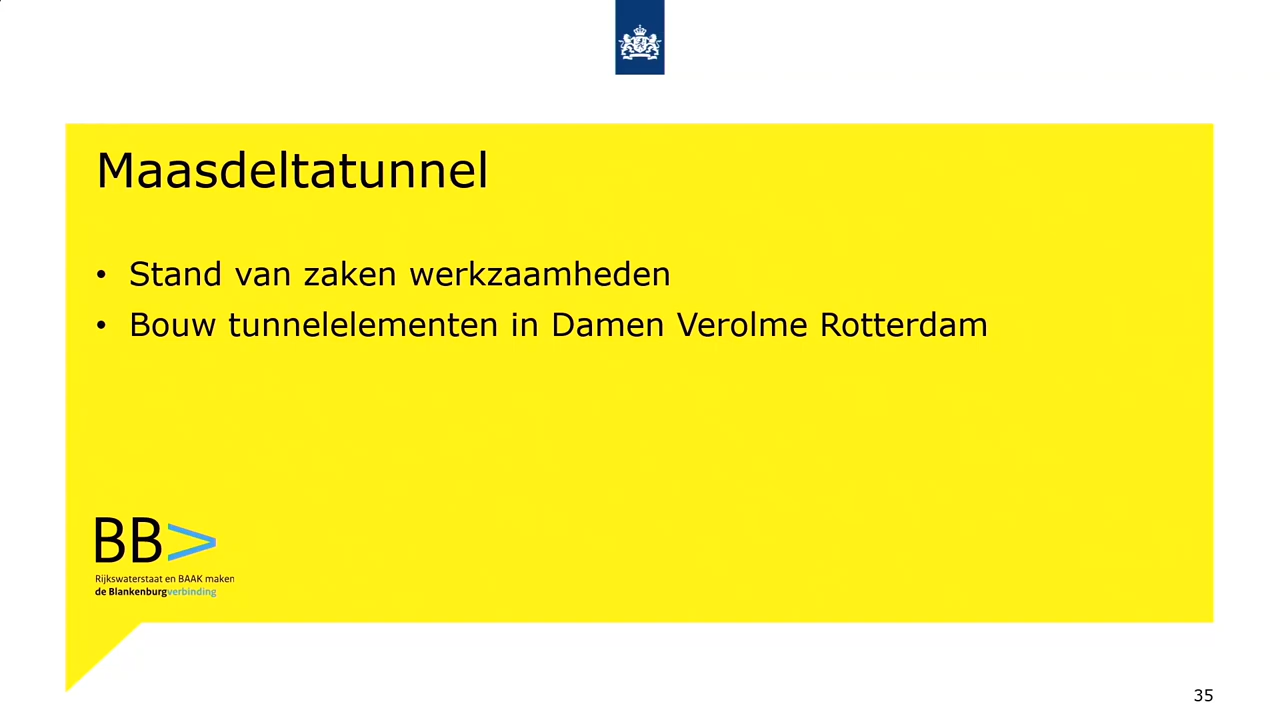 Maasdeltatunnel
• Stand van zaken werkzaamheden
• Bouw tunnelelementen in Damen Verolme Rotterdam
BB>
Rijkswaterstaat en BAAK maken
de Blankenburgverbinding
35